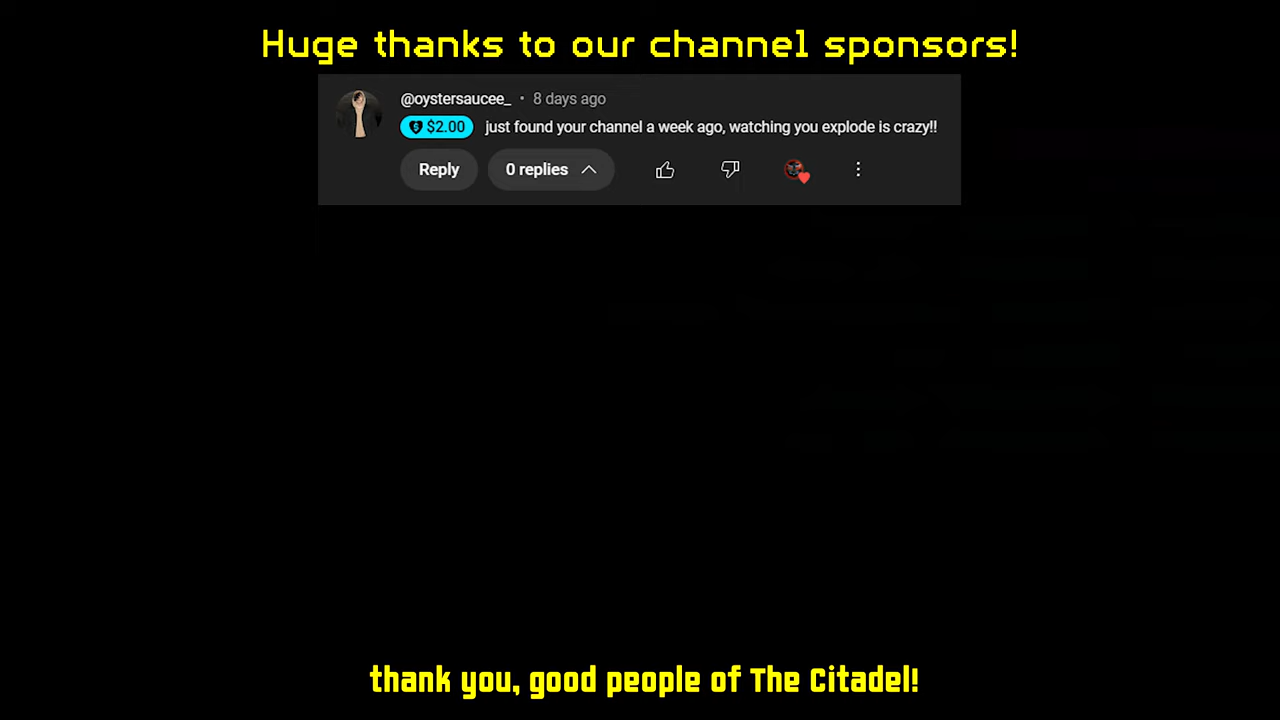 Huge thanks to our channel sponsors!
@oystersaucee_ • 8 days ago
$2.00 just found your channel a week ago, watching you explode is crazy!!
Reply 0 replies
thank you, good people of The Citadel!